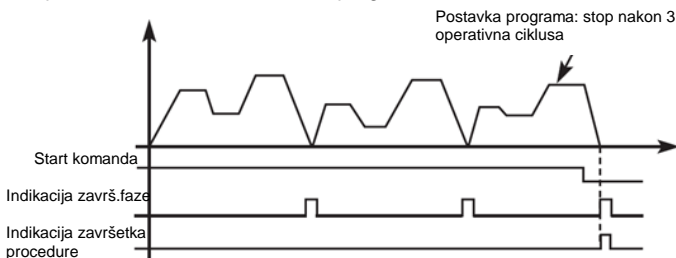 Postavka programa: stop nakon 3
operativna ciklusa
Start komanda
Indikacija završ.faze
Indikacija završetka
procedure